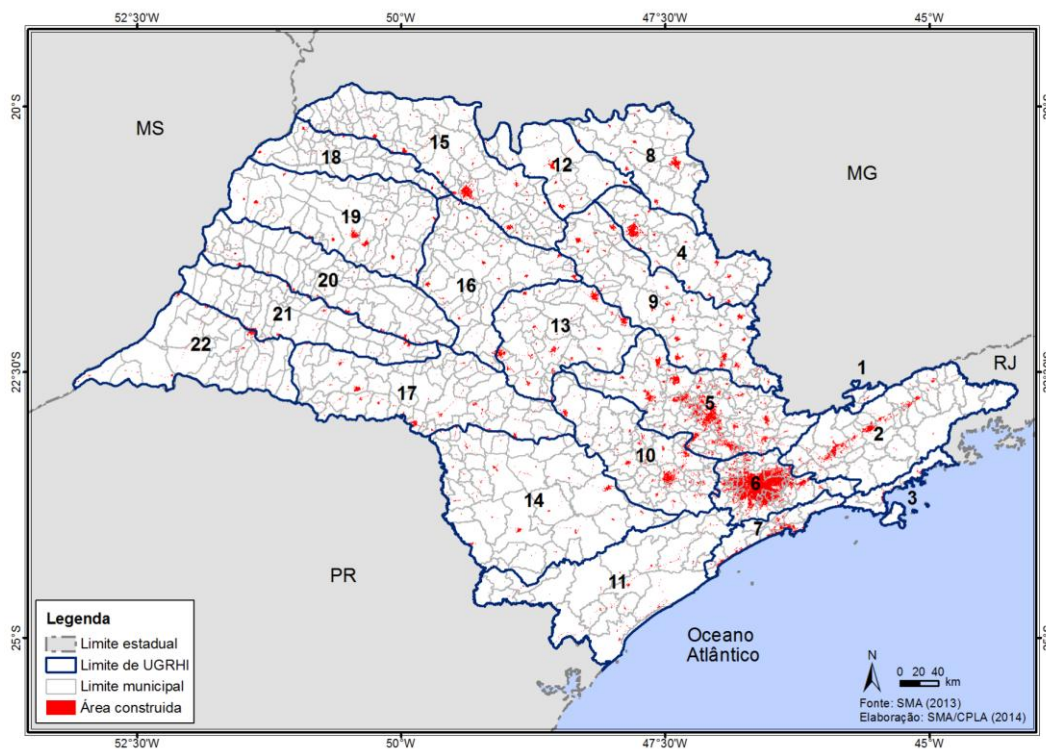 52°30'W 50°W 47°30'W 45°W
20°S
MS
15
8
12
18
MG
4
19
20
16
9
13
21
22
22°30'S
1
RJ
17
5
2
10
6
3
14
7
11
PR
Legenda
Limite estadual
Limite de UGRHI
Limite municipal
Área construida
25°S
Oceano
Atlântico
N
0 20 40
km
Fonte: SMA (2013)
Elaboração: SMA/CPLA (2014)
52°30'W 50°W 47°30'W 45°W